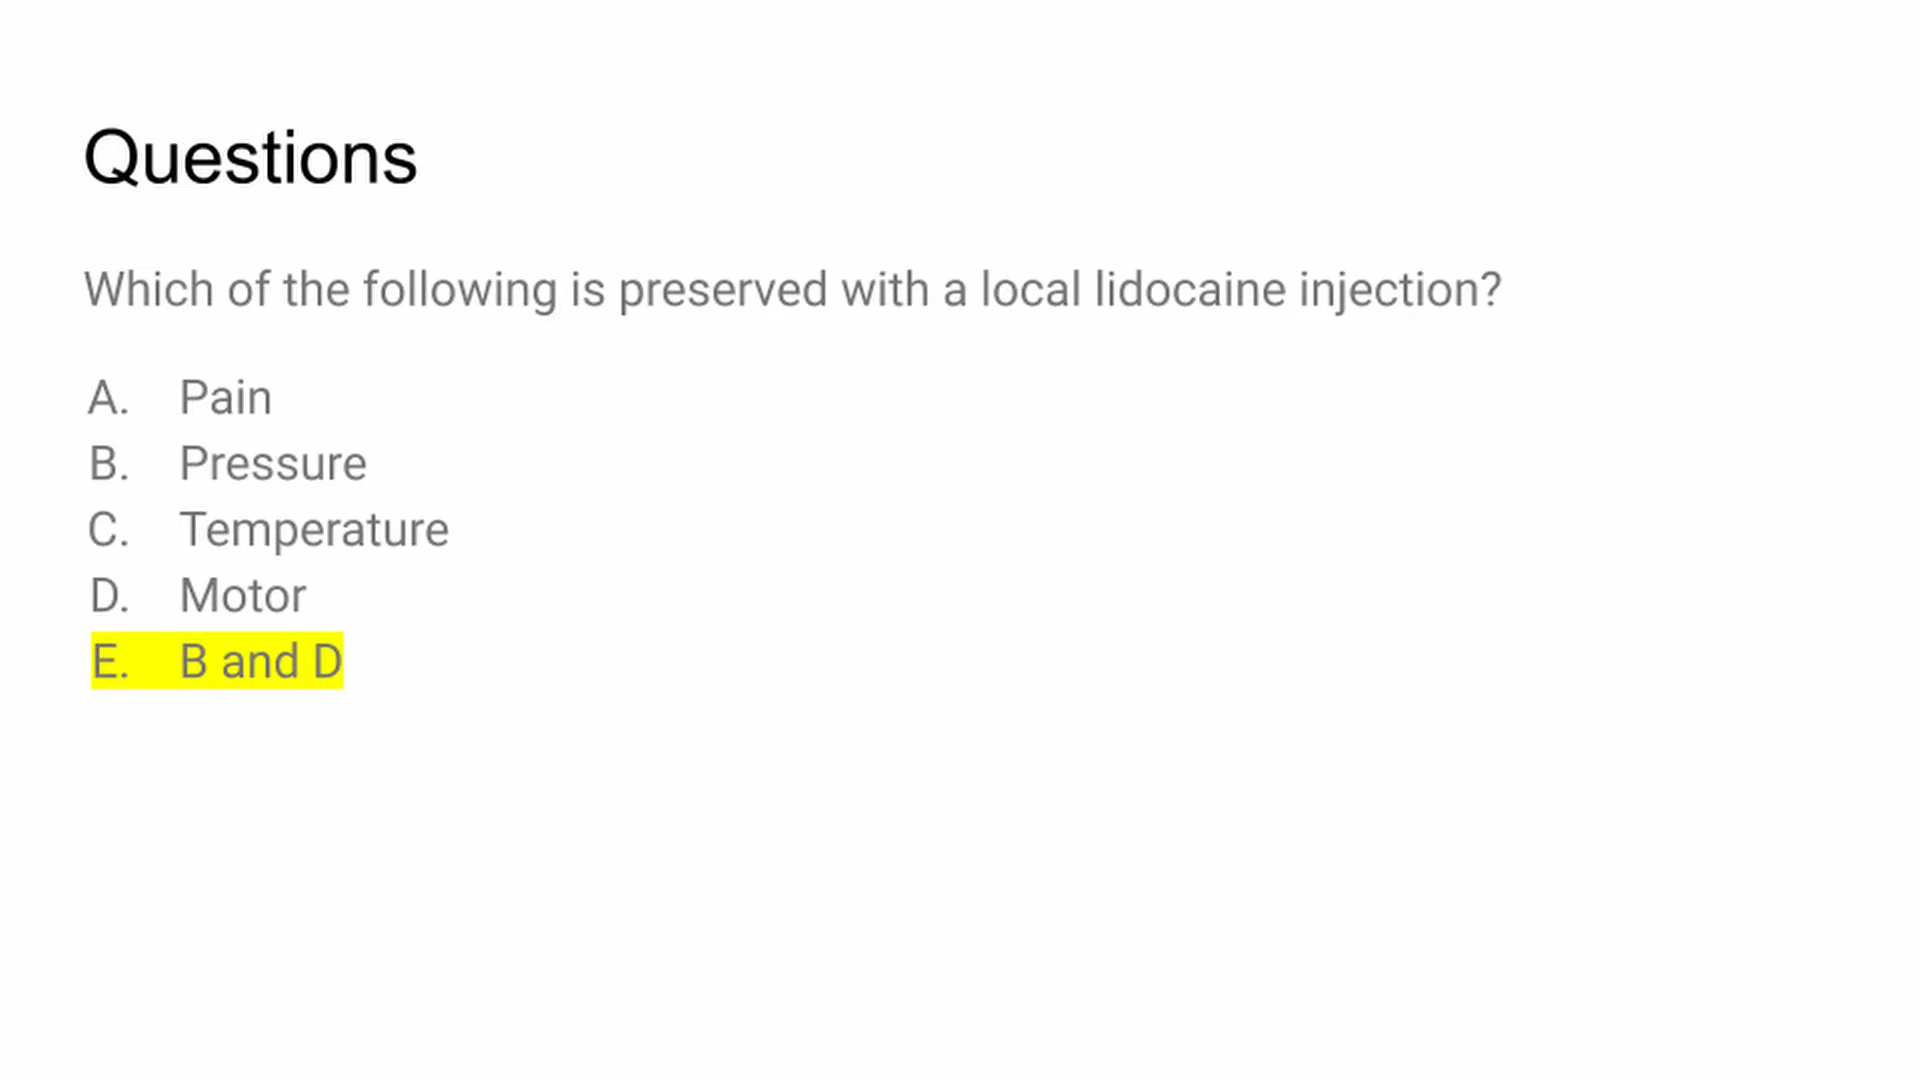 Questions
Which of the following is preserved with a local lidocaine injection?
A. Pain
B. Pressure
C. Temperature
D. Motor
E. B and D